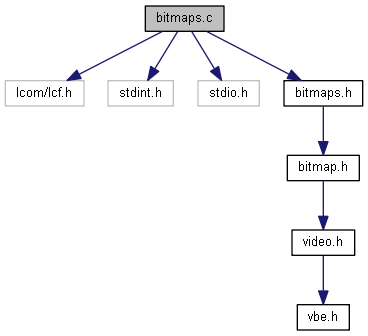 bitmaps.c
lcom/lcf.h
stdint.h
stdio.h
bitmaps.h
bitmap.h
video.h
vbe.h